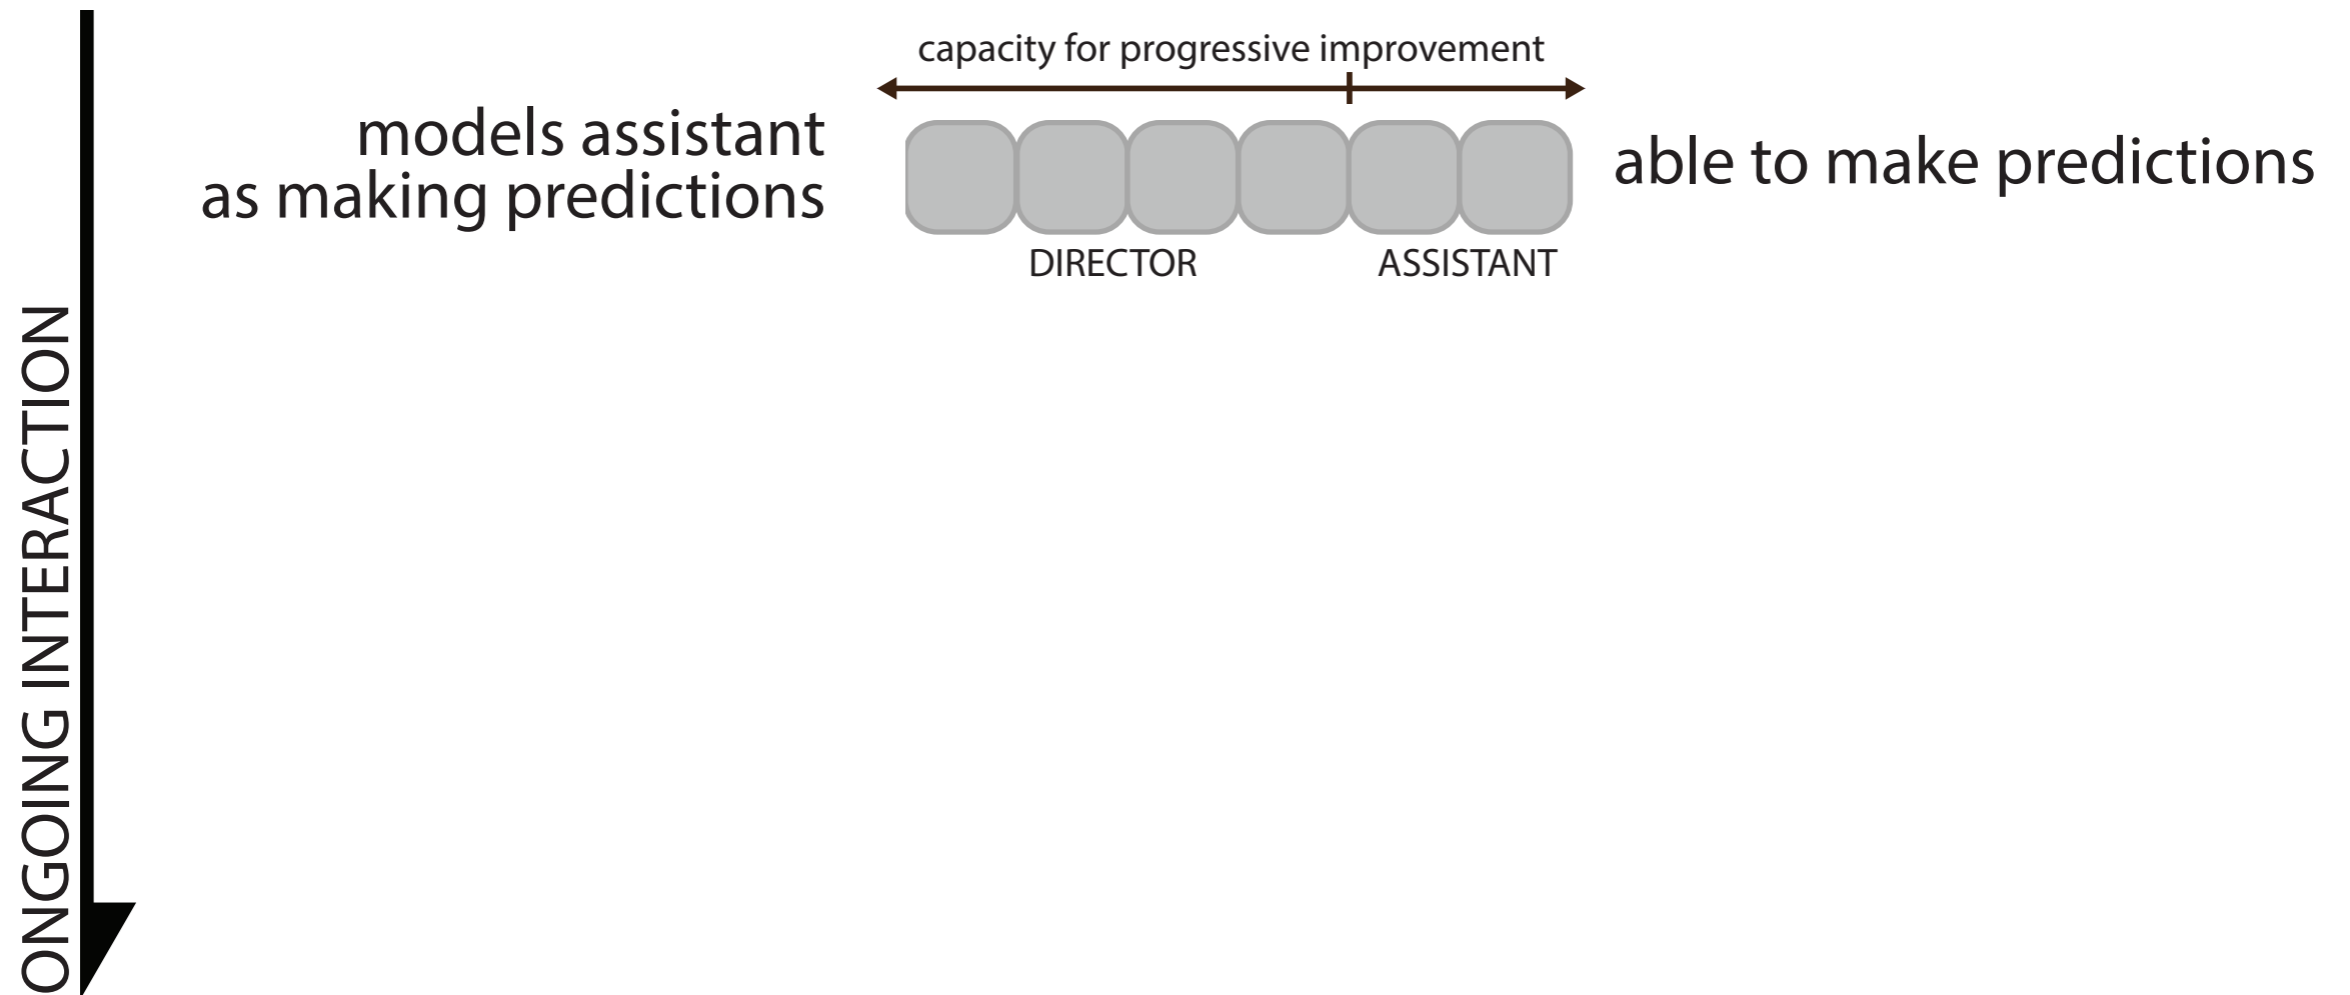 capacity for progressive improvement
models assistant
as making predictions
able to make predictions
DIRECTOR
ASSISTANT
ONGOING INTERACTION